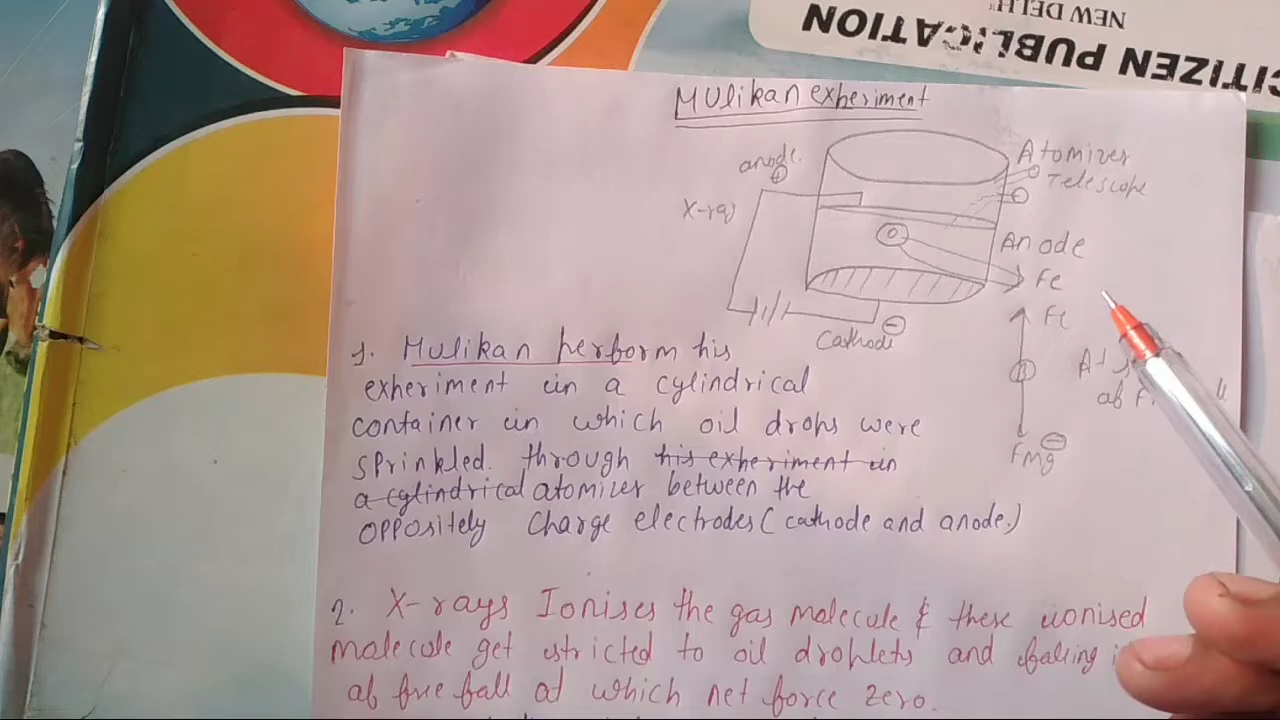 NEW DELHI
CITIZEN PUBLICATION
Mulikan experiment
anode
+
X-ray
Atomizer
Telescope
Anode
Fe
Fe
Cathode
−
At
of F
Fmg
−
1. Mulikan perform his
experiment in a cylindrical
container in which oil drops were
sprinkled through his experiment in
a cylindrical atomizer between the
oppositely charge electrodes (cathode and anode.)
2. X-rays Ionises the gas molecule & these ionised
molecule get stricted to oil droplets and
of free fall at which net force zero.